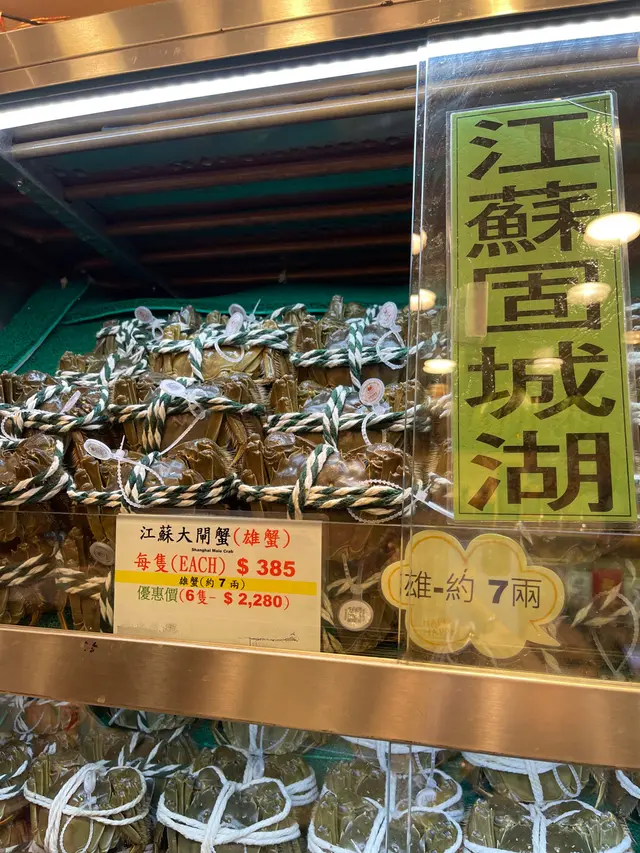 江蘇固城湖
江蘇大閘蟹(雄蟹)
Shanghai Male Crab
每隻(EACH) $ 385
雄蟹(約7兩)
優惠價(6隻- $ 2,280)
雄-約 7兩